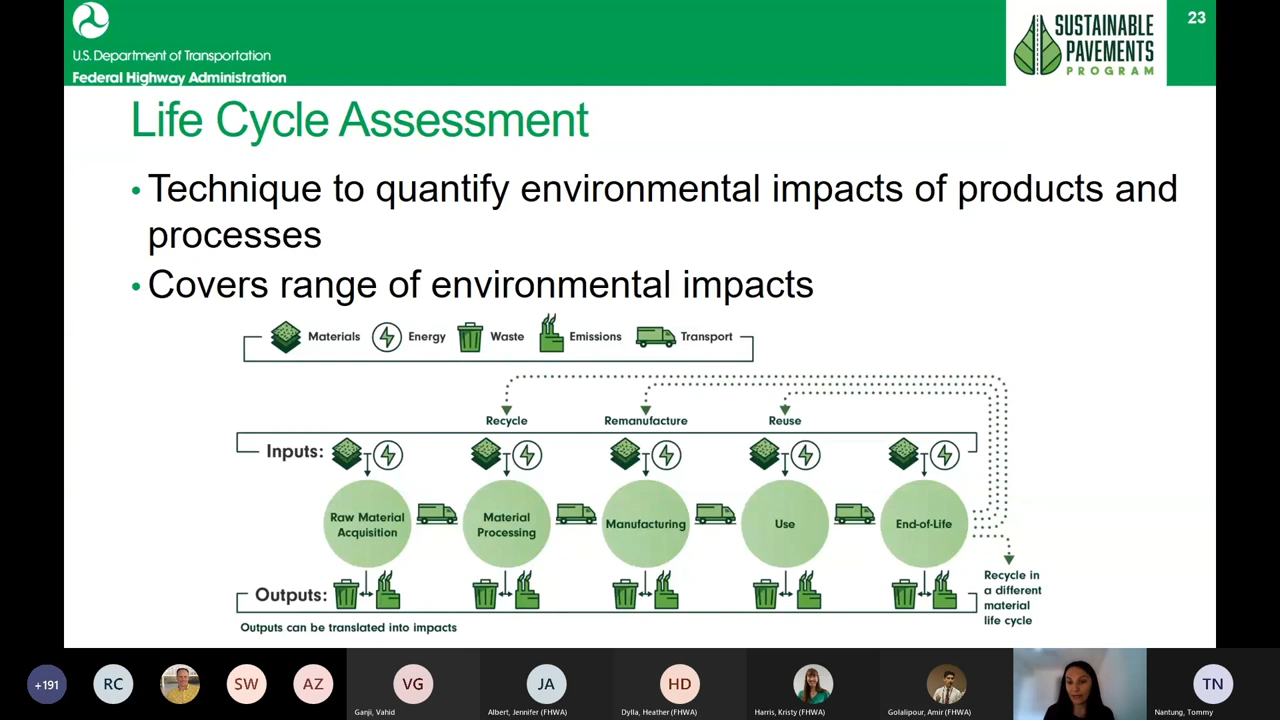 23
U.S. Department of Transportation
Federal Highway Administration
SUSTAINABLE
PAVEMENTS
PROGRAM
Life Cycle Assessment
• Technique to quantify environmental impacts of products and
processes
• Covers range of environmental impacts
Materials Energy Waste Emissions Transport
Recycle Remanufacture Reuse
Inputs:
Raw Material
Acquisition
Material
Processing
Manufacturing
Use
End-of-Life
Recycle in
a different
material
life cycle
Outputs:
Outputs can be translated into impacts
+191
RC
SW
AZ
VG
Ganji, Vahid
JA
Albert, Jennifer (FHWA)
HD
Dylla, Heather (FHWA)
Harris, Kristy (FHWA)
Golalipour, Amir (FHWA)
TN
Nantung, Tommy